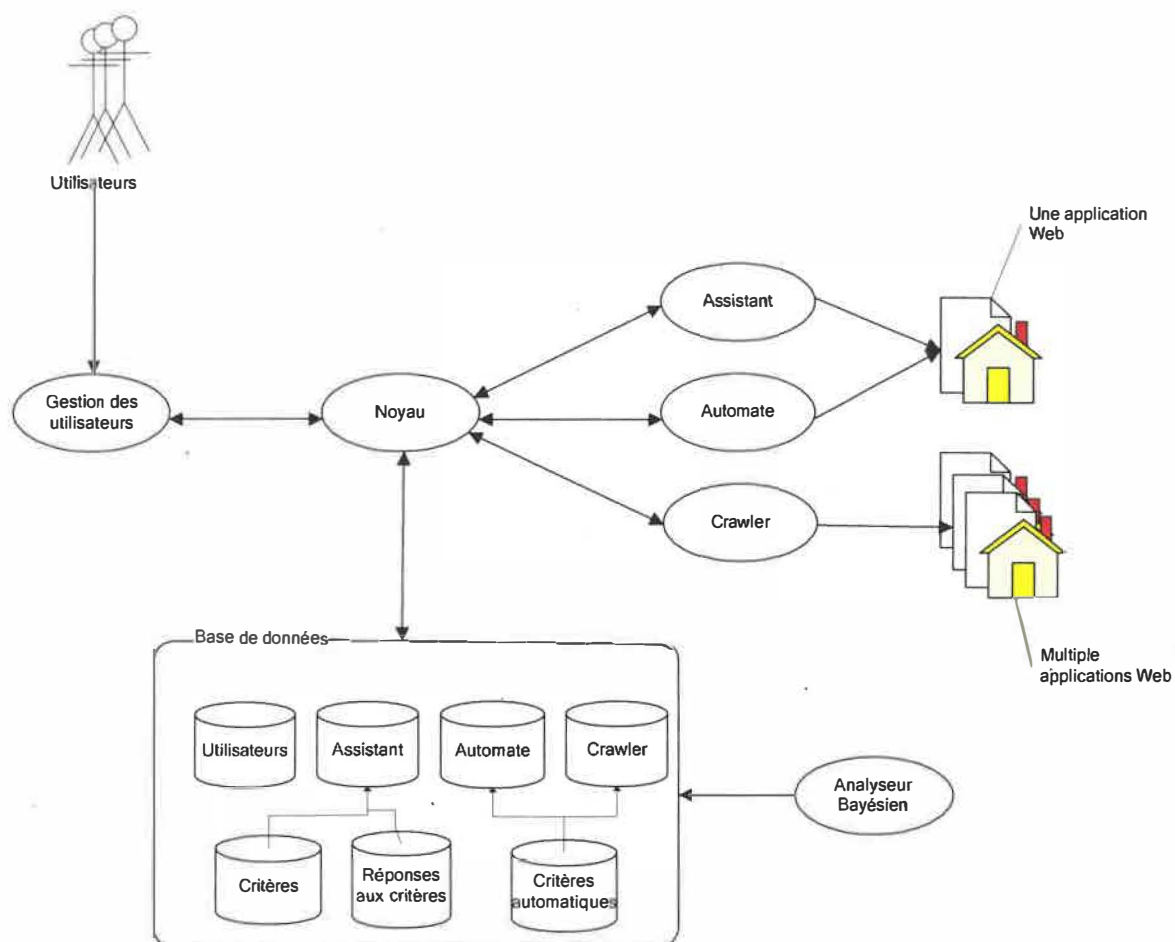 Utilisateurs
Une application
Web
Assistant
Gestion des
utilisateurs
Noyau
Automate
Crawler
Multiple
applications Web
Base de données
Utilisateurs
Assistant
Automate
Crawler
Analyseur
Bayésien
Critères
Réponses
aux critères
Critères
automatiques